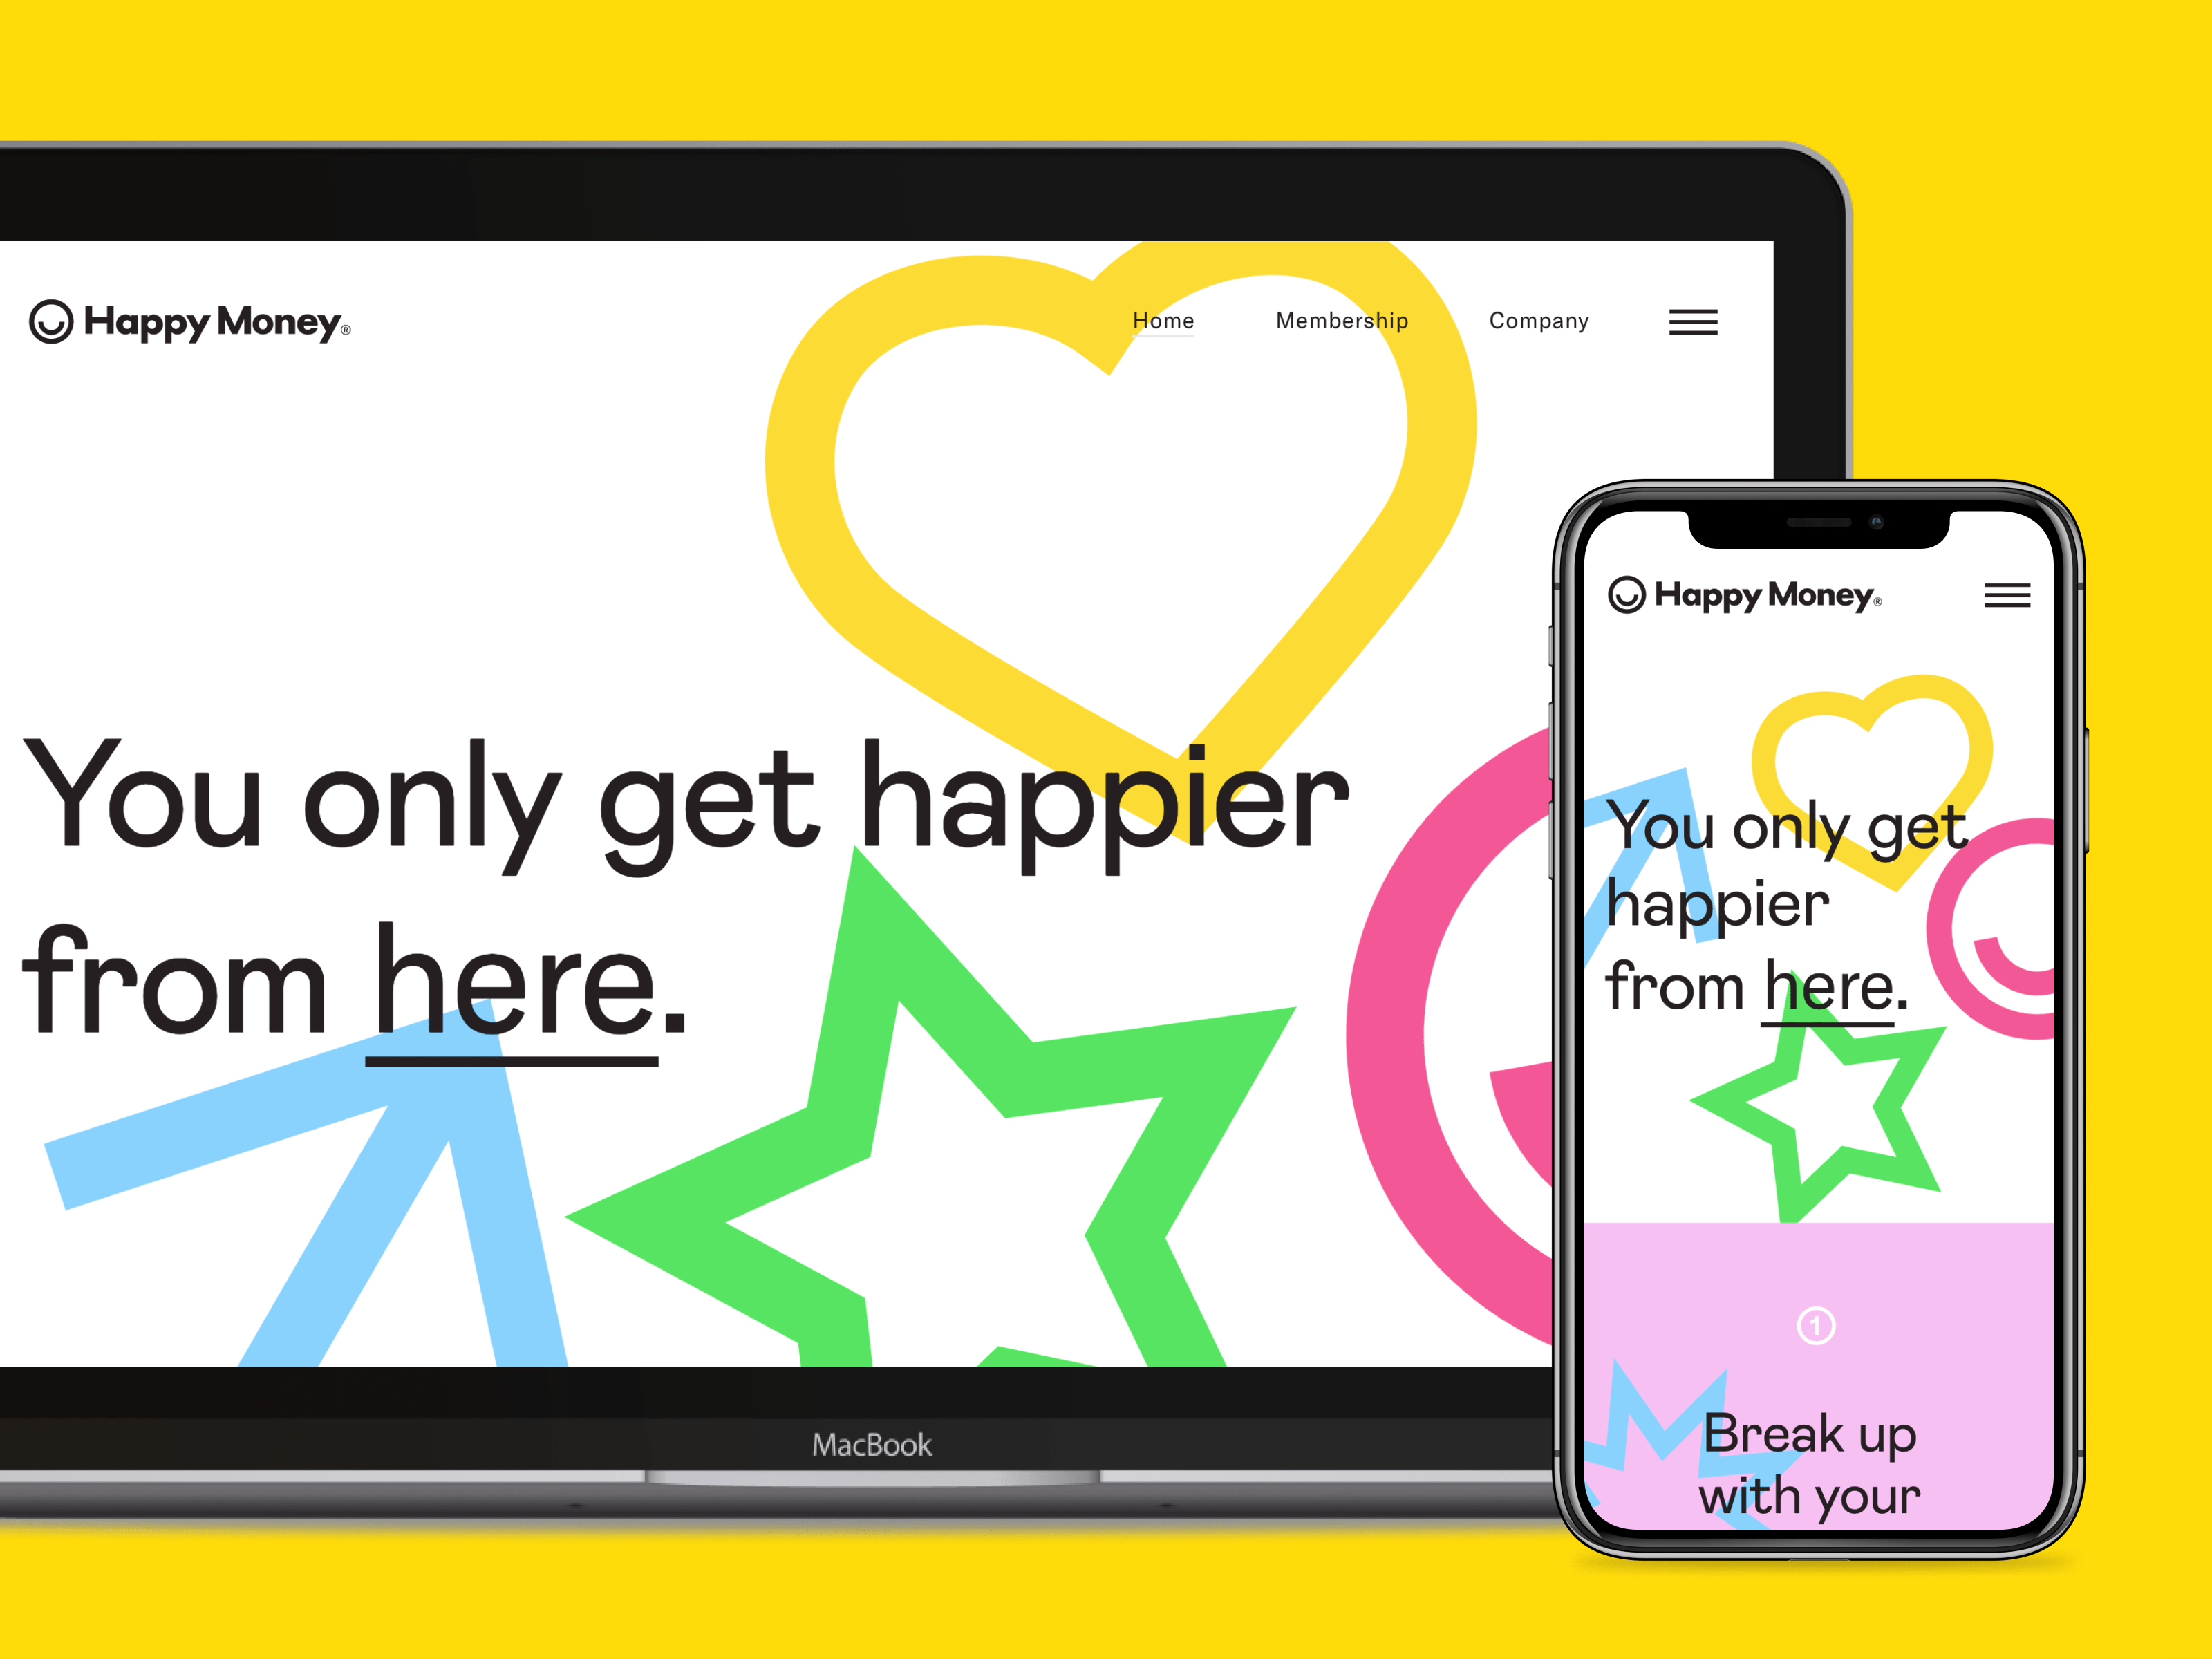 Happy Money®
Home Membership Company
You only get happier
from here.
MacBook
Happy Money®
You only get
happier
from here.
1
Break up
with your